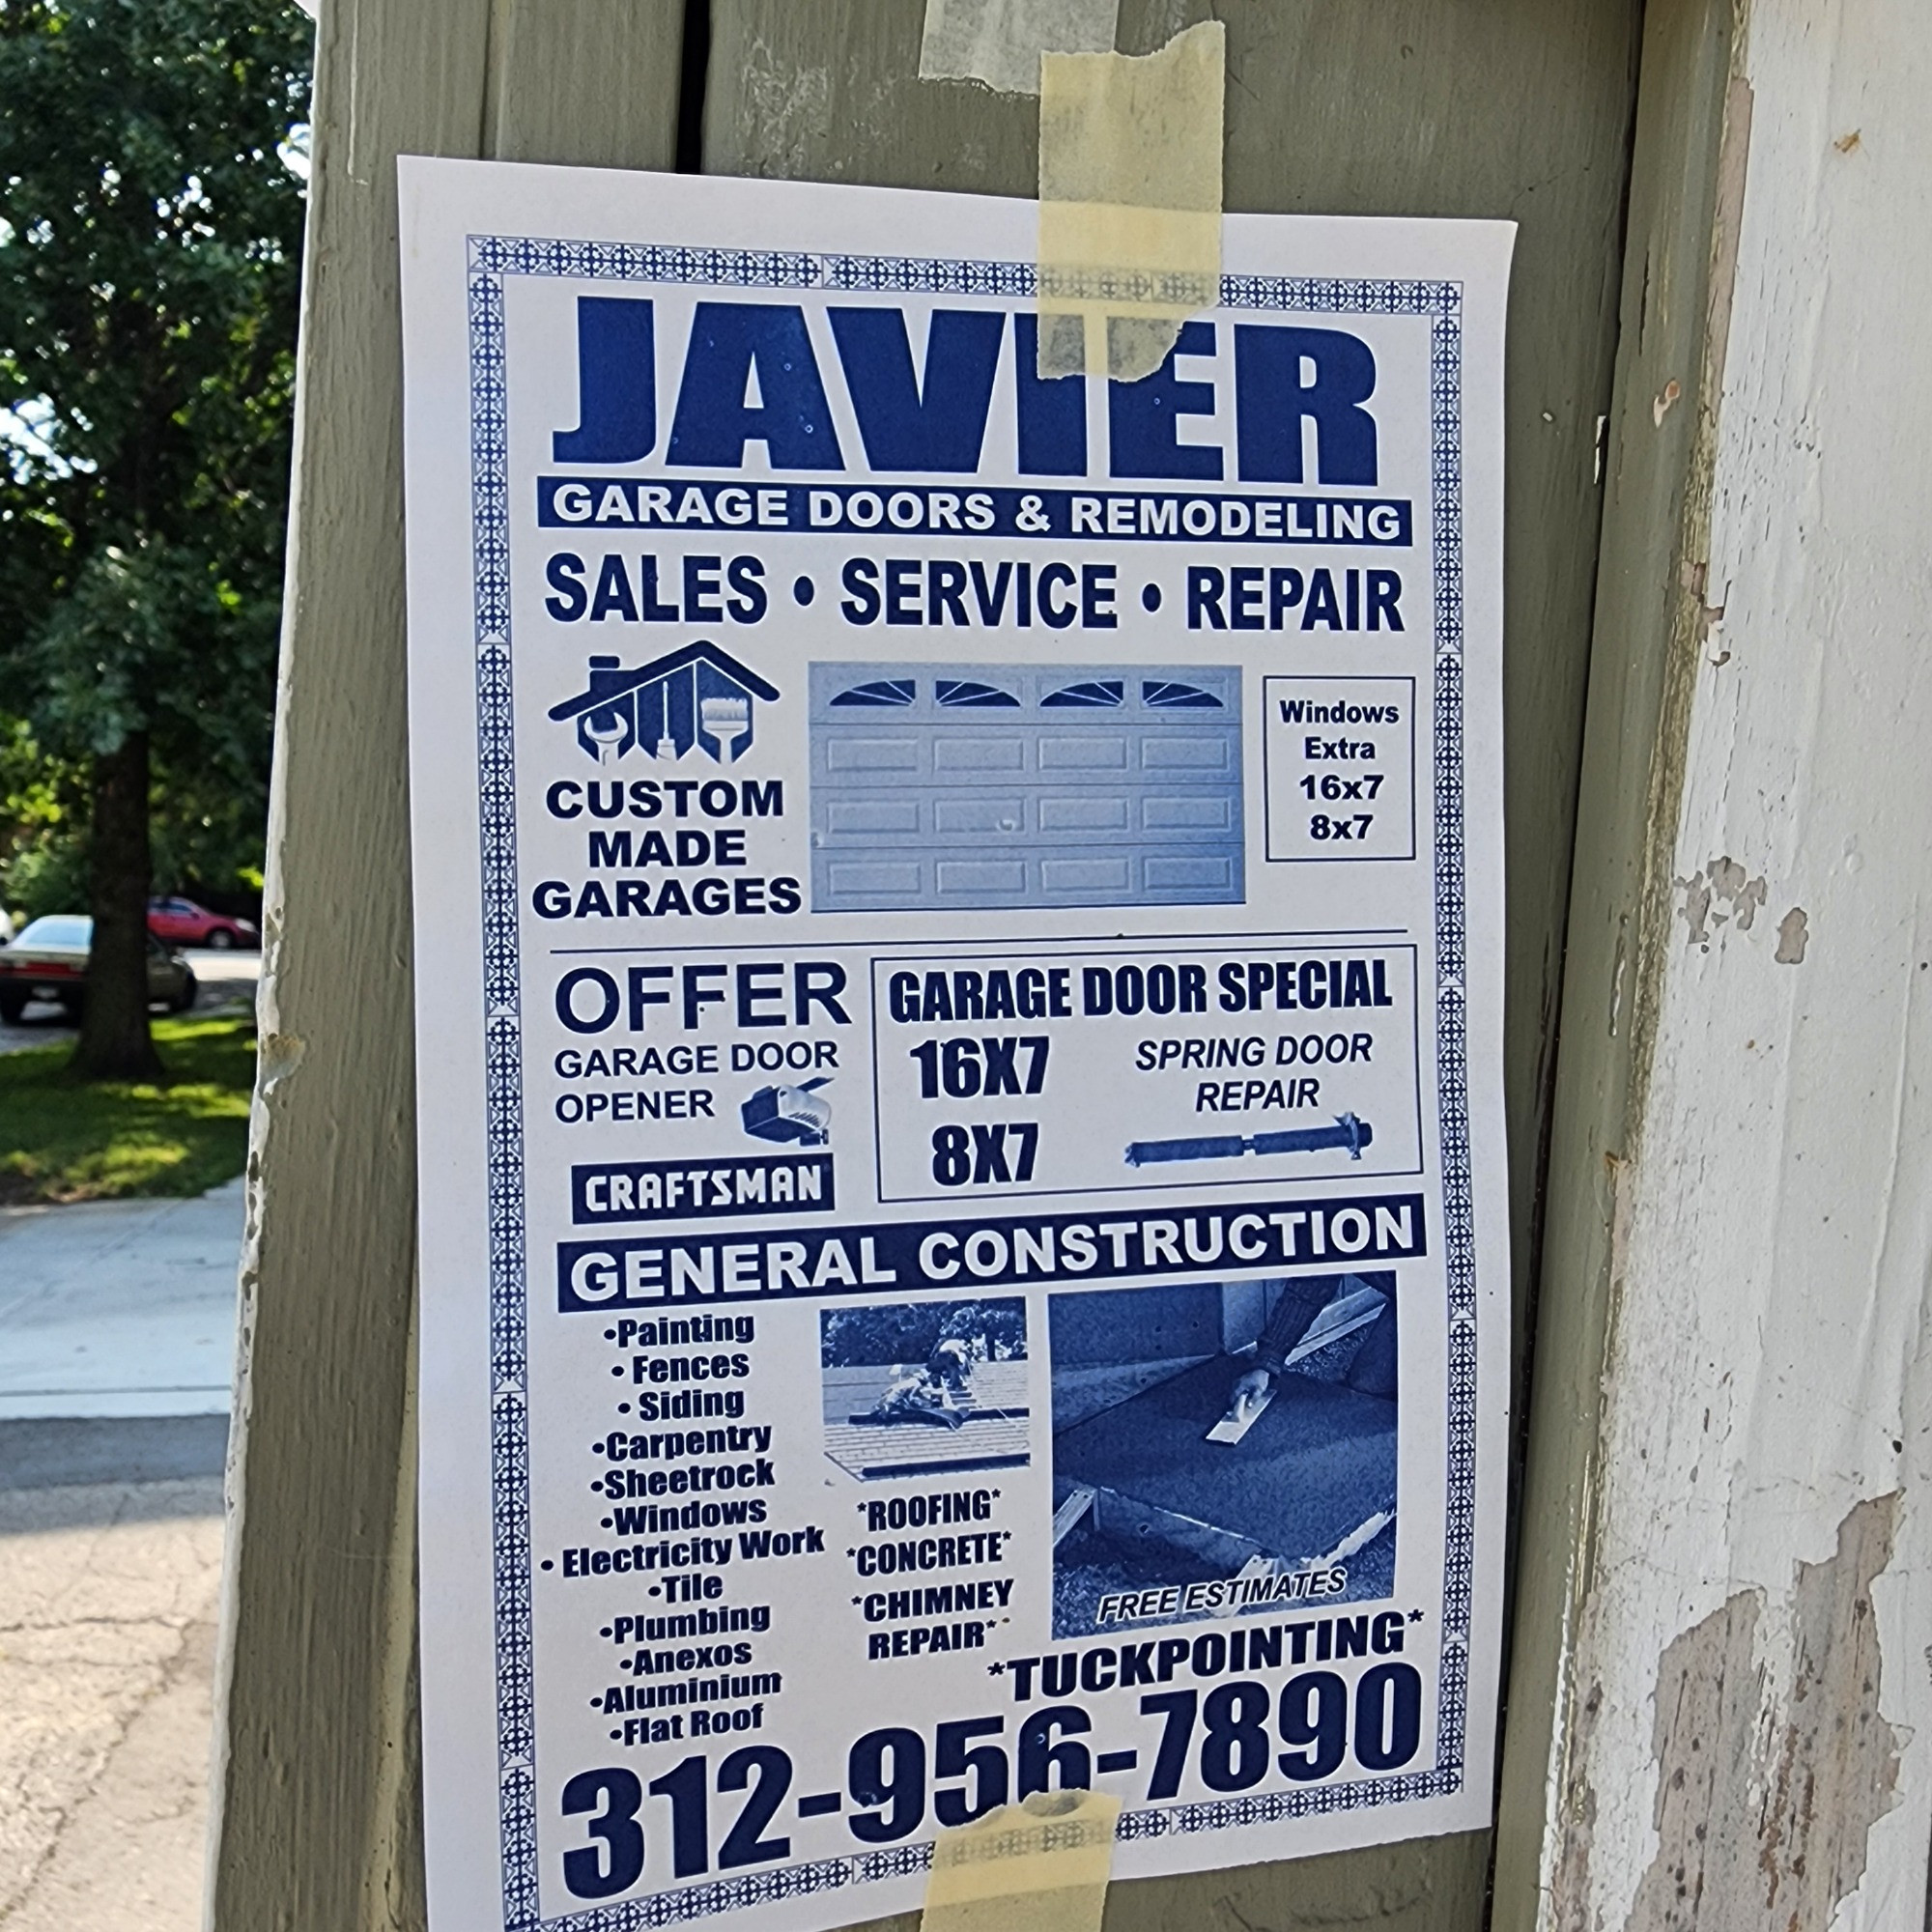 JAVIER
GARAGE DOORS & REMODELING
SALES • SERVICE • REPAIR
CUSTOM
MADE
GARAGES
Windows
Extra
16x7
8x7
OFFER
GARAGE DOOR
OPENER
CRAFTSMAN
GARAGE DOOR SPECIAL
16X7
8X7
SPRING DOOR
REPAIR
GENERAL CONSTRUCTION
•Painting
• Fences
• Siding
•Carpentry
•Sheetrock
•Windows
• Electricity Work
•Tile
•Plumbing
•Anexos
•Aluminium
•Flat Roof
*ROOFING*
*CONCRETE*
*CHIMNEY
REPAIR*
FREE ESTIMATES
*TUCKPOINTING*
312-956-7890